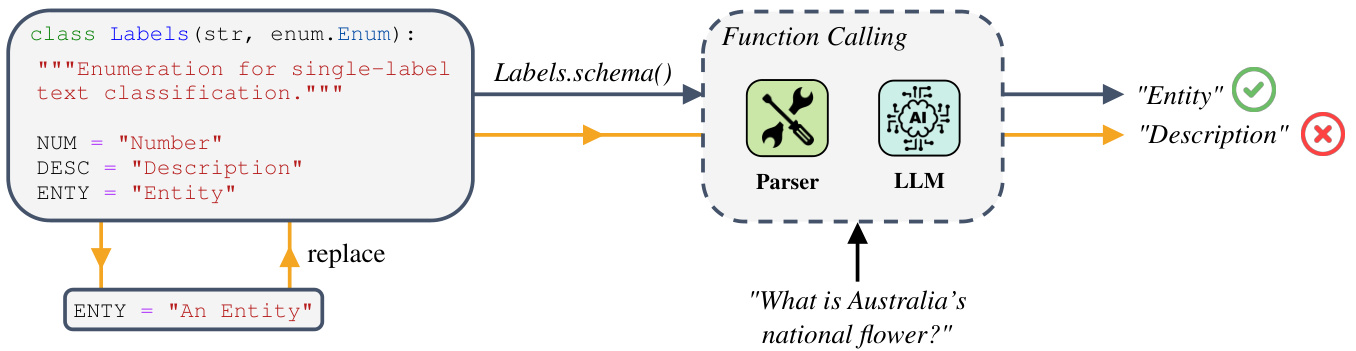 class Labels(str, enum.Enum):
"""Enumeration for single-label
text classification."""
NUM = "Number"
DESC = "Description"
ENTY = "Entity"
replace
ENTY = "An Entity"
Labels.schema()
Function Calling
AI
Parser
LLM
"What is Australia's
national flower?"
"Entity"
"Description"